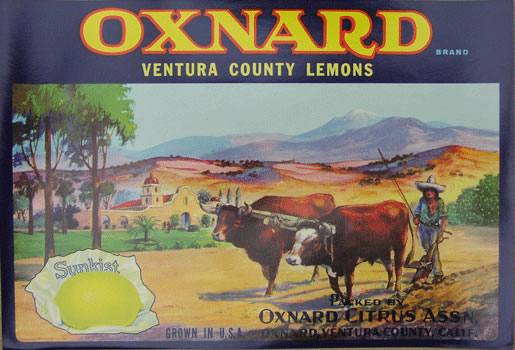 OXNARD
BRAND
VENTURA COUNTY LEMONS
Sunkist
PACKED BY
OXNARD CITRUS ASSN.
GROWN IN U.S.A. OXNARD, VENTURA COUNTY, CALIF.